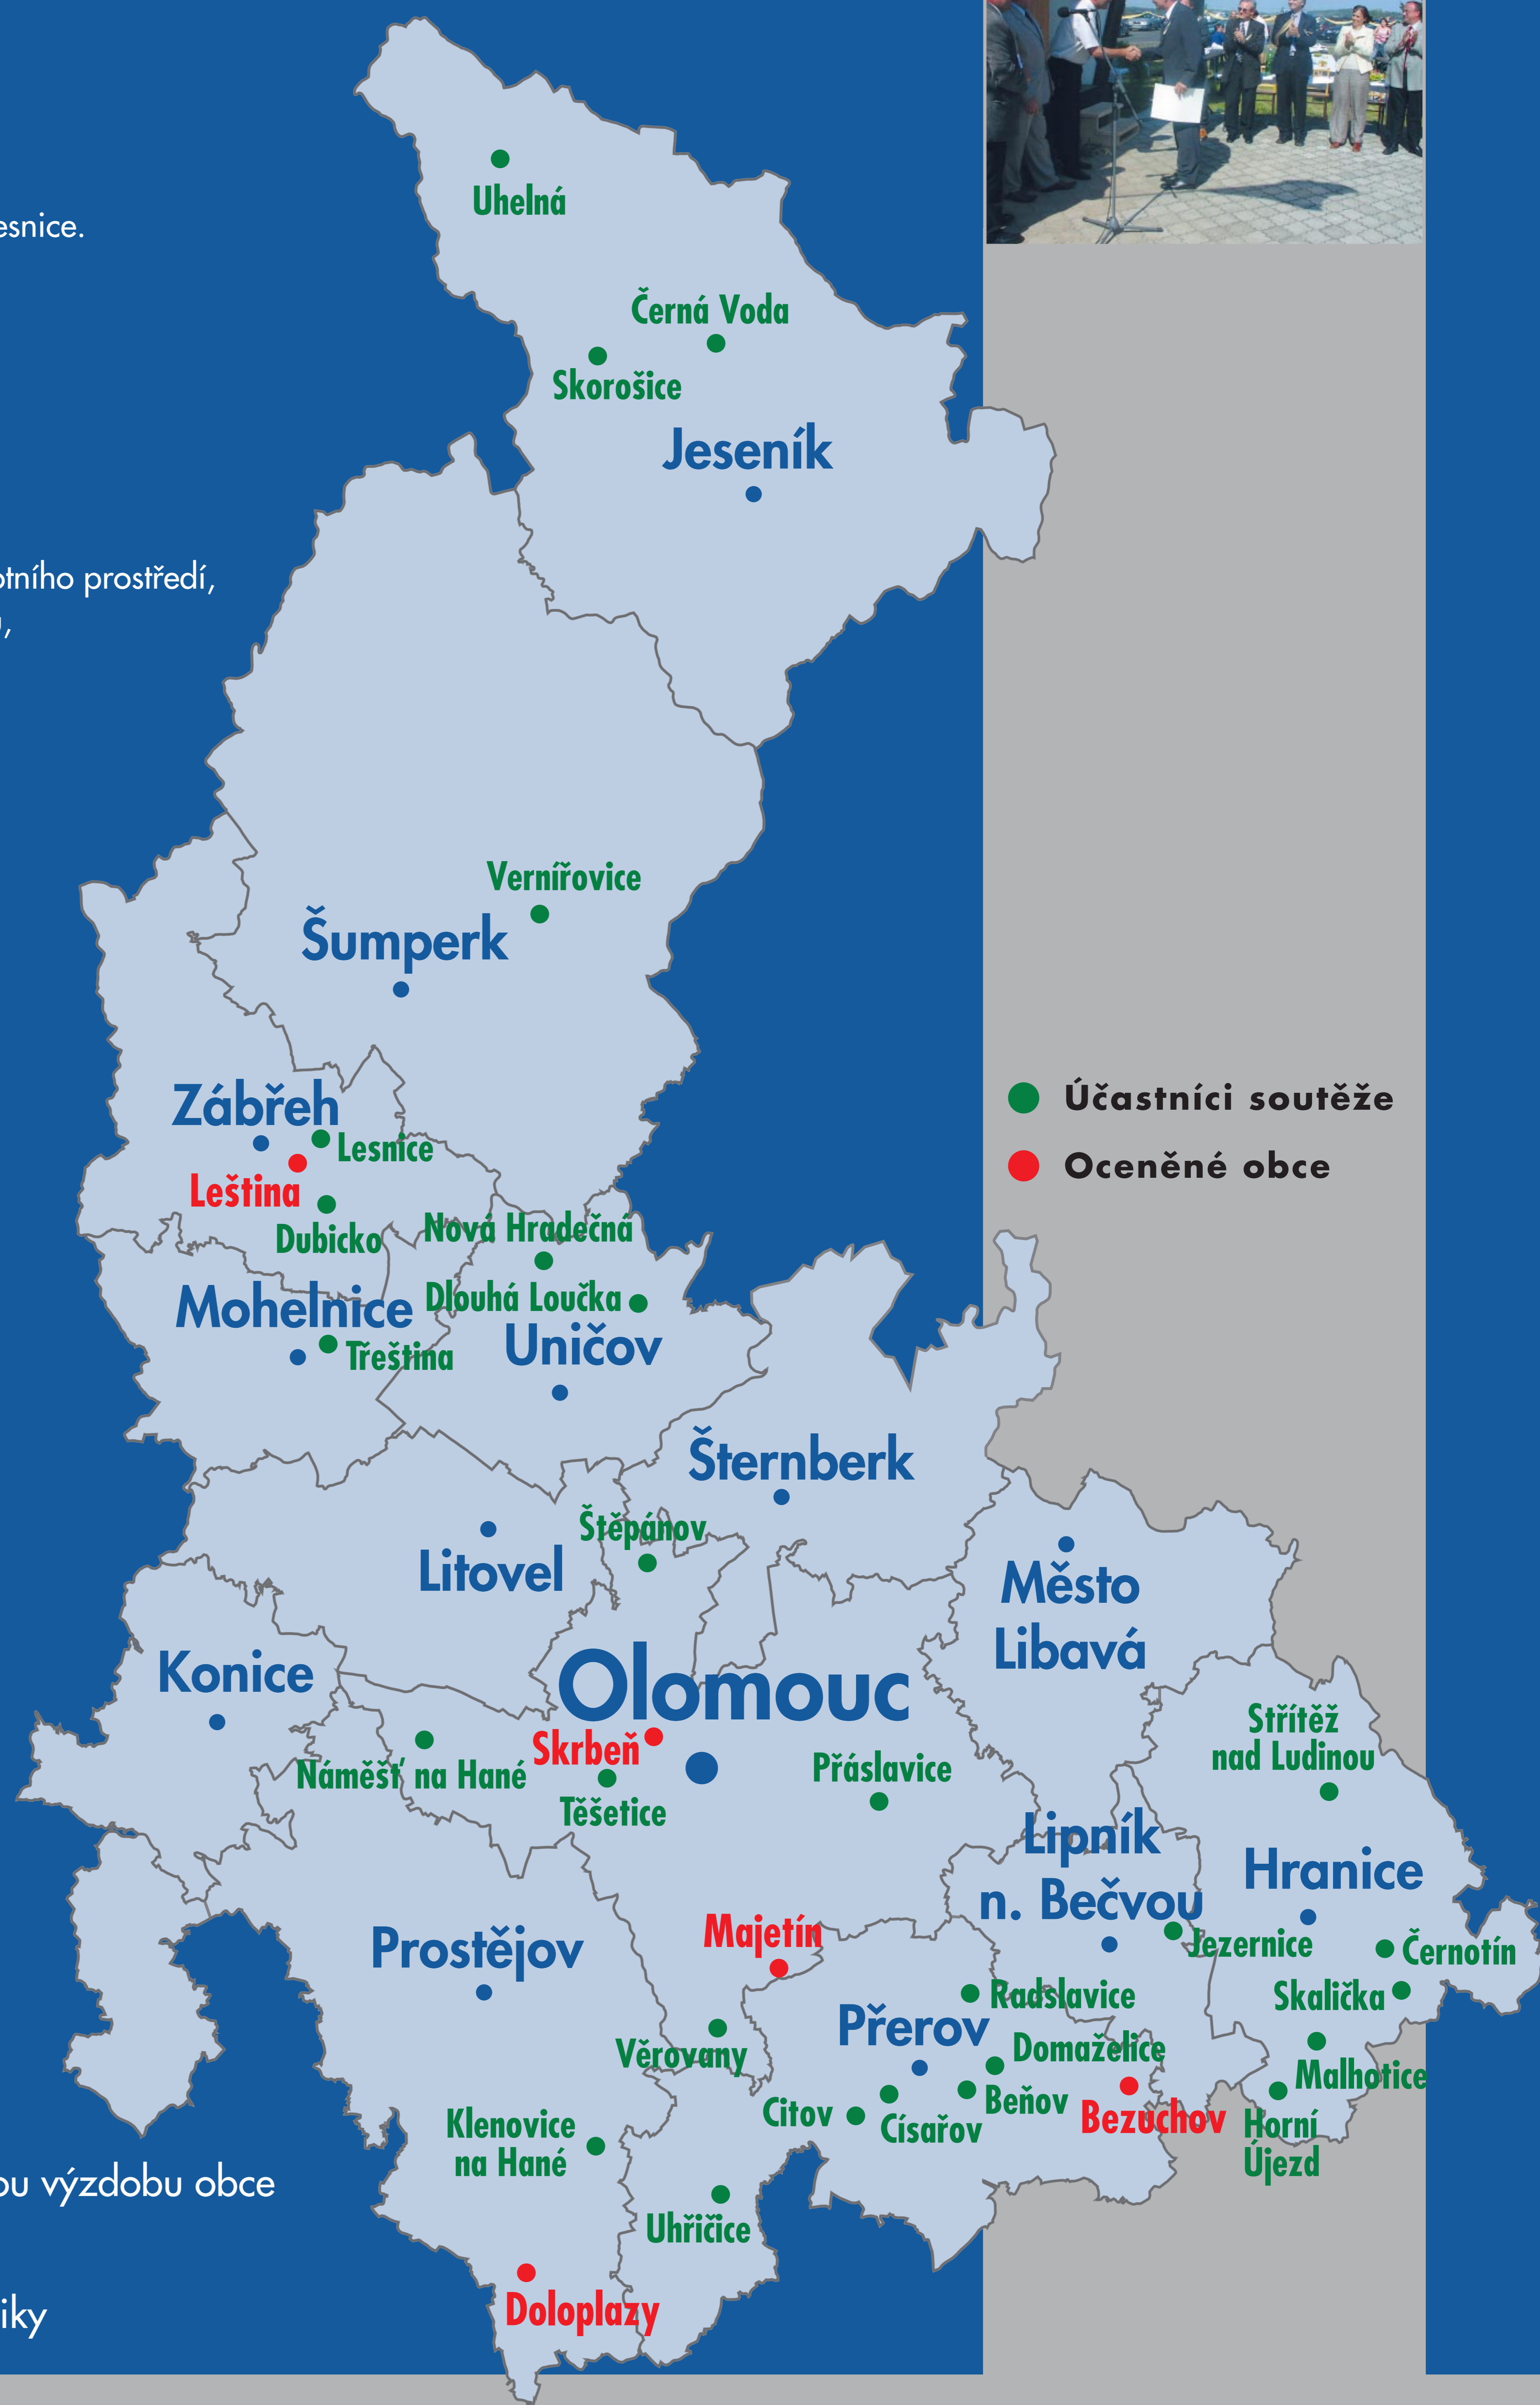 esnice.
otního prostředí,
Uhelná
Černá Voda
Skorošice
Jeseník
Vernířovice
Šumperk
Účastníci soutěže
Oceněné obce
Zábřeh
Lesnice
Leština
Dubicko
Nová Hradečná
Mohelnice
Dlouhá Loučka
Třeština
Uničov
Šternberk
Štěpánov
Litovel
Město
Libavá
Konice
Olomouc
Skrbeň
Náměšť na Hané
Těšetice
Přáslavice
Střítěž
nad Ludinou
Lipník
n. Bečvou
Hranice
Majetín
Prostějov
Jezernice
Černotín
Radslavice
Skalička
Přerov
Věrovany
Domaželice
Malhotice
Citov
Císařov
Beňov
Bezuchov
Horní
Újezd
Klenovice
na Hané
Uhřičice
Doloplazy
ou výzdobu obce
iky